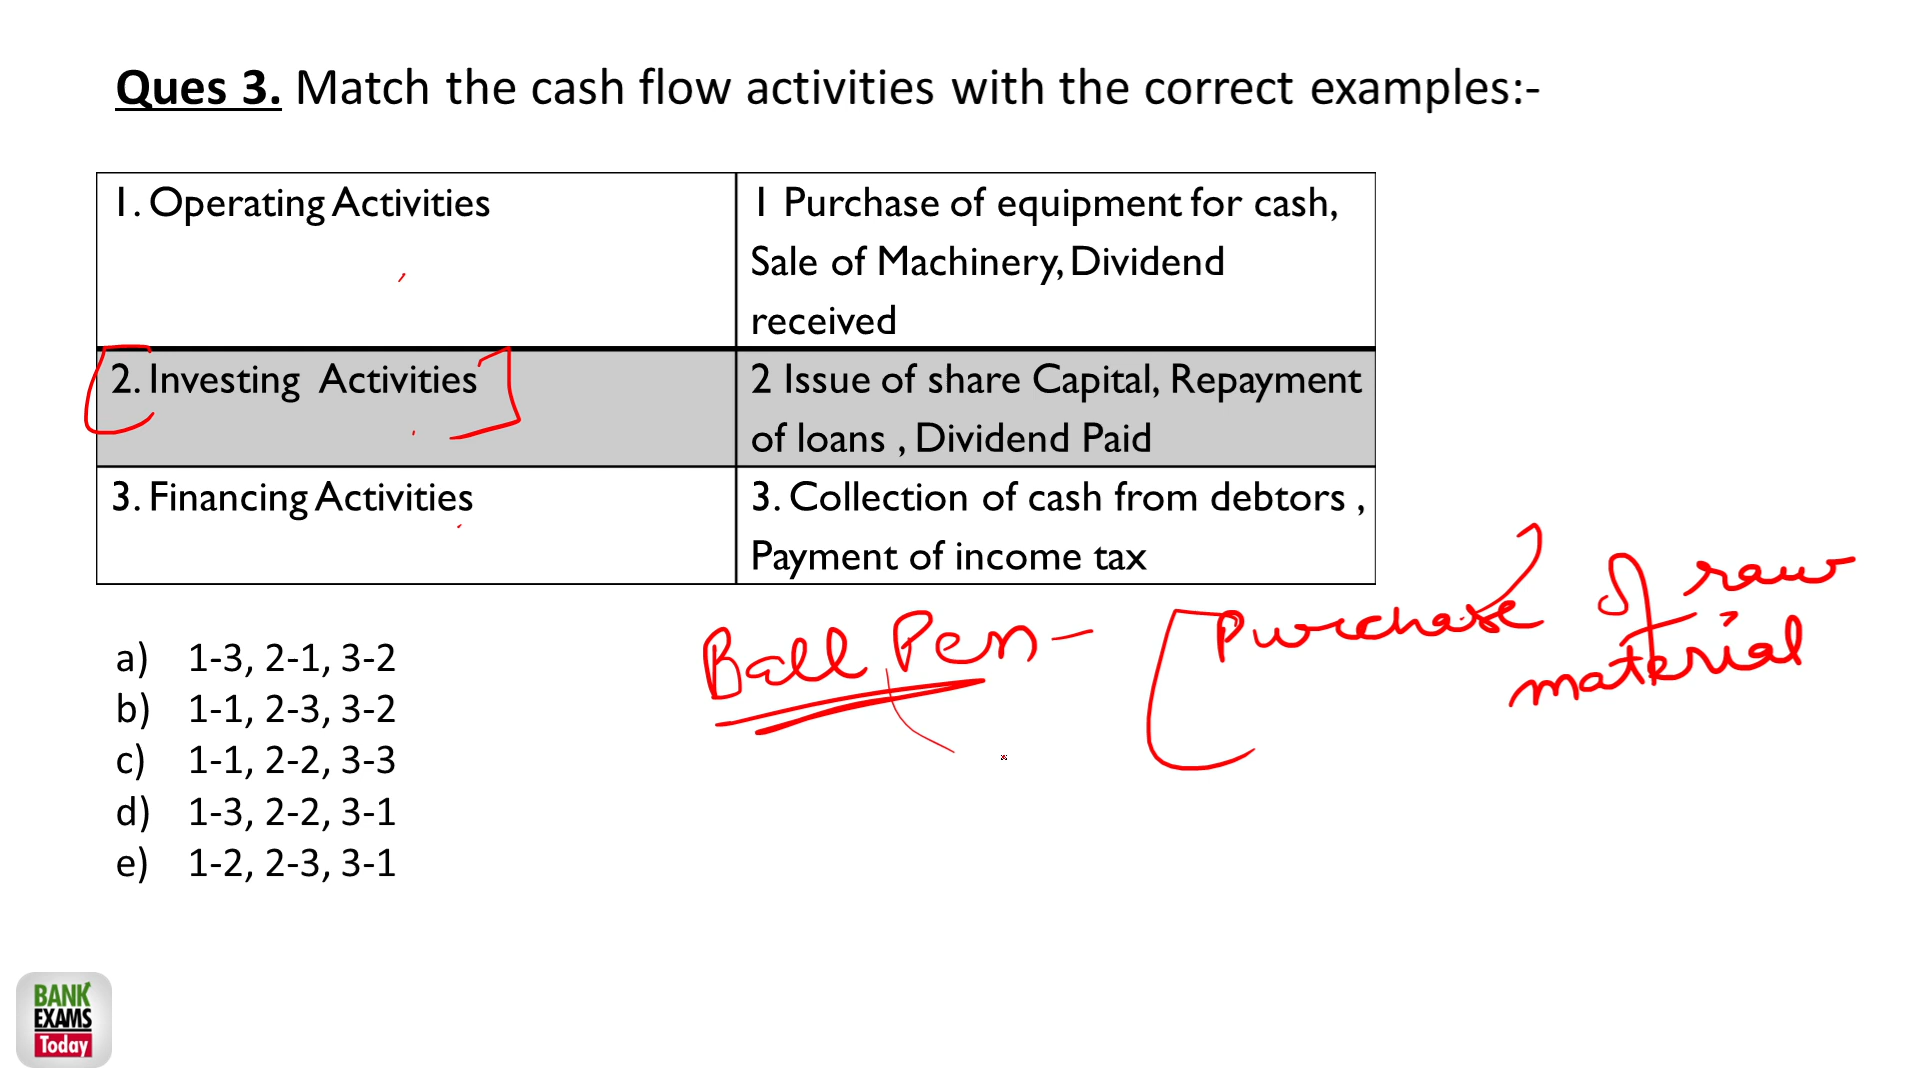 Ques 3. Match the cash flow activities with the correct examples:-
1. Operating Activities
1 Purchase of equipment for cash,
Sale of Machinery, Dividend
received
2. Investing Activities
2 Issue of share Capital, Repayment
of loans , Dividend Paid
3. Financing Activities
3. Collection of cash from debtors ,
Payment of income tax
Ball Pen - Purchase of raw
material
a) 1-3, 2-1, 3-2
b) 1-1, 2-3, 3-2
c) 1-1, 2-2, 3-3
d) 1-3, 2-2, 3-1
e) 1-2, 2-3, 3-1
BANK
EXAMS
Today